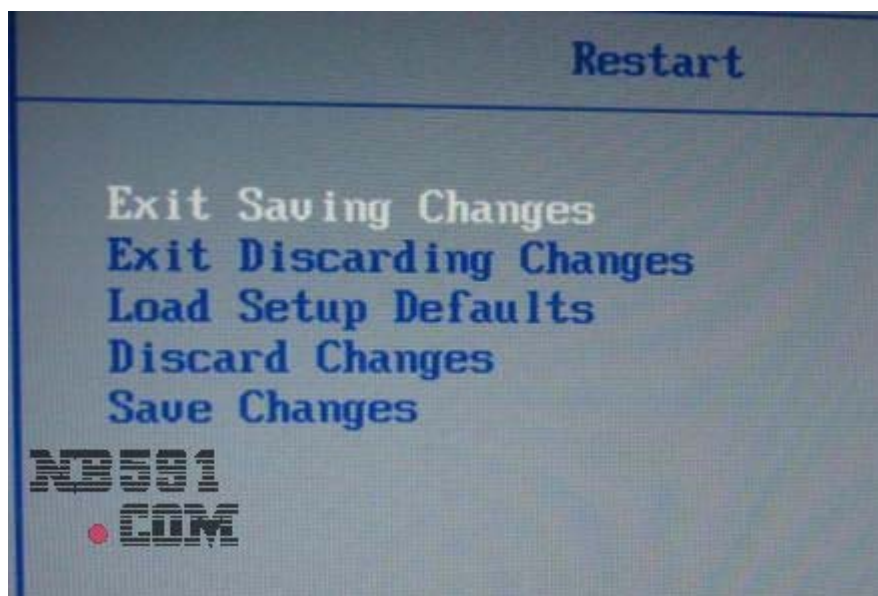 Restart
Exit Saving Changes
Exit Discarding Changes
Load Setup Defaults
Discard Changes
Save Changes
NB591
.COM